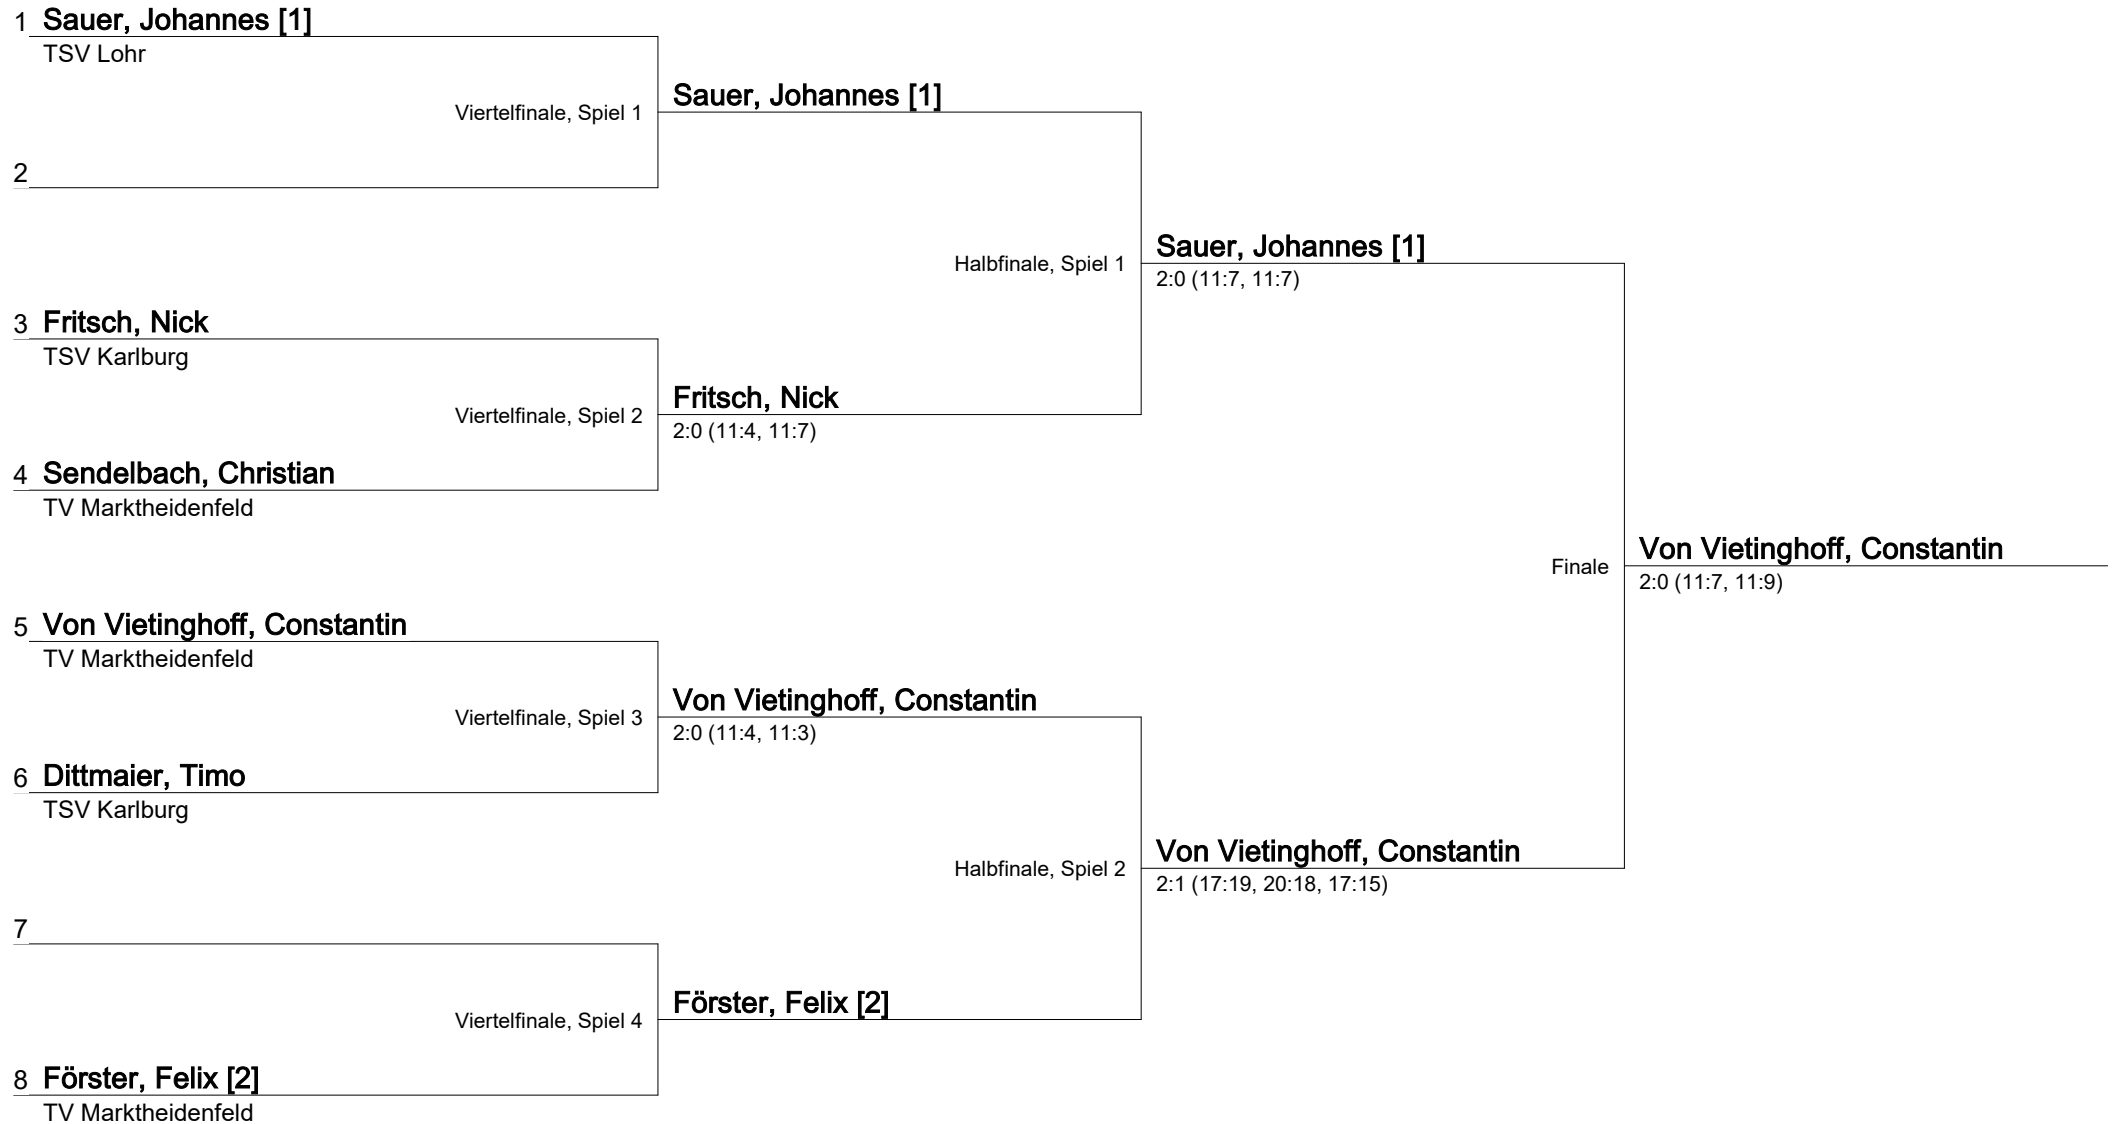 1 Sauer, Johannes [1]
TSV Lohr
Viertelfinale, Spiel 1
Sauer, Johannes [1]
2
Halbfinale, Spiel 1
Sauer, Johannes [1]
2:0 (11:7, 11:7)
3 Fritsch, Nick
TSV Karlburg
Viertelfinale, Spiel 2
Fritsch, Nick
2:0 (11:4, 11:7)
4 Sendelbach, Christian
TV Marktheidenfeld
Finale
Von Vietinghoff, Constantin
2:0 (11:7, 11:9)
5 Von Vietinghoff, Constantin
TV Marktheidenfeld
Viertelfinale, Spiel 3
Von Vietinghoff, Constantin
2:0 (11:4, 11:3)
6 Dittmaier, Timo
TSV Karlburg
Halbfinale, Spiel 2
Von Vietinghoff, Constantin
2:1 (17:19, 20:18, 17:15)
7
Viertelfinale, Spiel 4
Förster, Felix [2]
8 Förster, Felix [2]
TV Marktheidenfeld